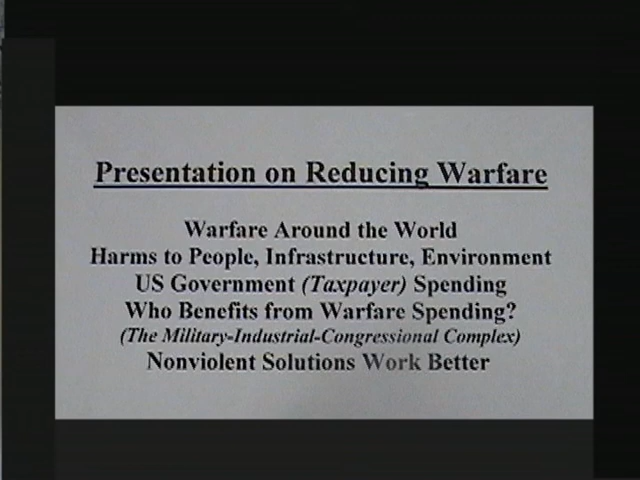 Presentation on Reducing Warfare
Warfare Around the World
Harms to People, Infrastructure, Environment
US Government (Taxpayer) Spending
Who Benefits from Warfare Spending?
(The Military-Industrial-Congressional Complex)
Nonviolent Solutions Work Better